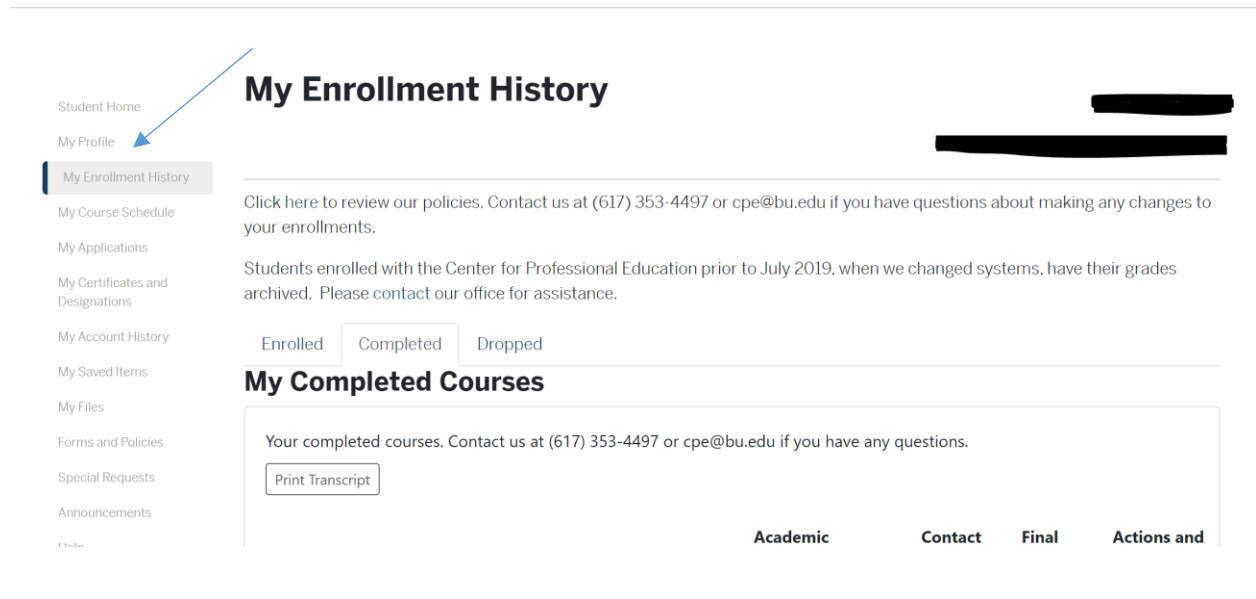 My Enrollment History
Student Home
My Profile
My Enrollment History
My Course Schedule
My Applications
My Certificates and
Designations
My Account History
My Saved Items
My Files
Forms and Policies
Special Requests
Announcements
Help
Click here to review our policies. Contact us at (617) 353-4497 or cpe@bu.edu if you have questions about making any changes to
your enrollments.
Students enrolled with the Center for Professional Education prior to July 2019, when we changed systems, have their grades
archived. Please contact our office for assistance.
Enrolled Completed Dropped
My Completed Courses
Your completed courses. Contact us at (617) 353-4497 or cpe@bu.edu if you have any questions.
Print Transcript
Academic Contact Final Actions and